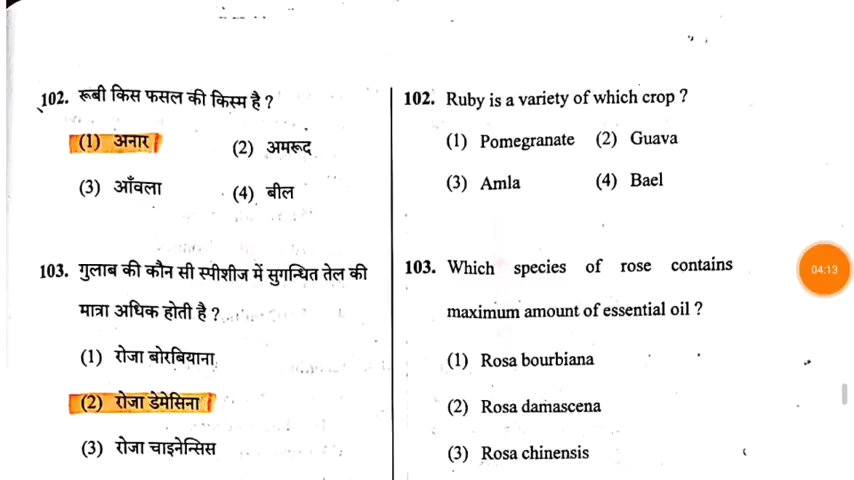 102. रूबी किस फसल की किस्म है ?
(1) अनार (2) अमरूद
(3) आँवला (4) बील
103. गुलाब की कौन सी स्पीशीज में सुगन्धित तेल की
मात्रा अधिक होती है ?
(1) रोजा बोरबियाना
(2) रोजा डेमेसिना
(3) रोजा चाइनेन्सिस
102. Ruby is a variety of which crop ?
(1) Pomegranate (2) Guava
(3) Amla (4) Bael
103. Which species of rose contains
maximum amount of essential oil ?
(1) Rosa bourbiana
(2) Rosa damascena
(3) Rosa chinensis
04:13